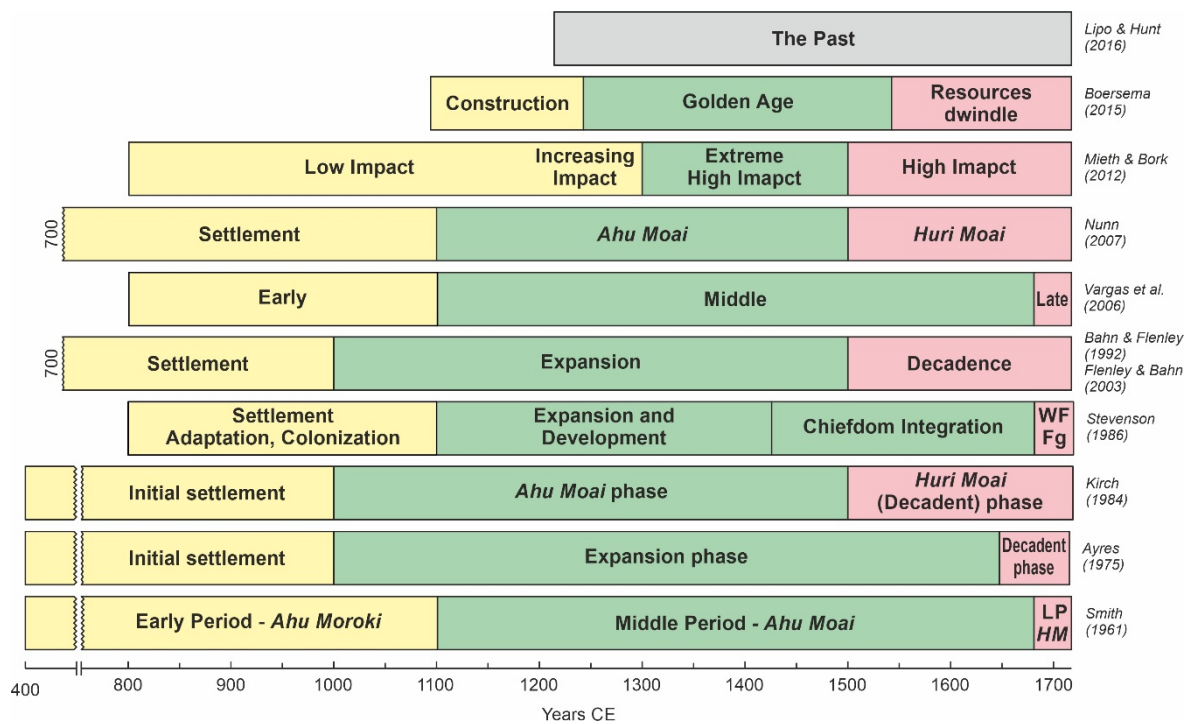 The Past
Lipo & Hunt
(2016)
Construction
Golden Age
Resources
dwindle
Boersema
(2015)
Low Impact
Increasing
Impact
Extreme
High Imapct
High Imapct
Mieth & Bork
(2012)
700
Settlement
Ahu Moai
Huri Moai
Nunn
(2007)
Early
Middle
Late
Vargas et al.
(2006)
700
Settlement
Expansion
Decadence
Bahn & Flenley
(1992)
Flenley & Bahn
(2003)
Settlement
Adaptation, Colonization
Expansion and
Development
Chiefdom Integration
WF
Fg
Stevenson
(1986)
Initial settlement
Ahu Moai phase
Huri Moai
(Decadent) phase
Kirch
(1984)
Initial settlement
Expansion phase
Decadent
phase
Ayres
(1975)
Early Period - Ahu Moroki
Middle Period - Ahu Moai
LP
HM
Smith
(1961)
400 800 900 1000 1100 1200 1300 1400 1500 1600 1700
Years CE